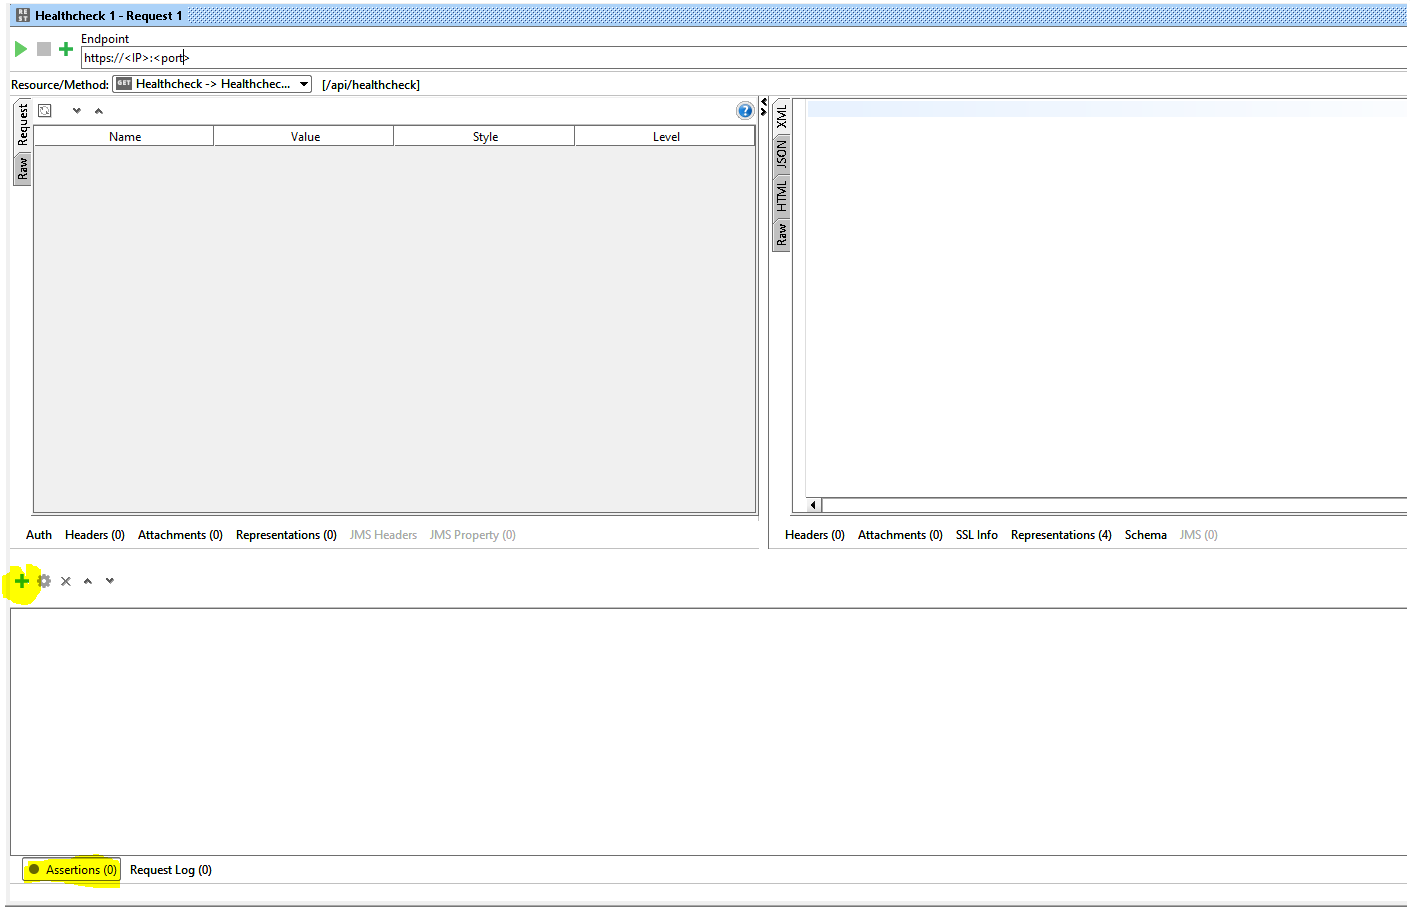 REST Healthcheck 1 - Request 1
Endpoint
https://<IP>:<port>
Resource/Method: GET Healthcheck -> Healthchec... [/api/healthcheck]
Request
Raw
?
Name Value Style Level
XML
JSON
HTML
Raw
Auth Headers (0) Attachments (0) Representations (0) JMS Headers JMS Property (0)
Headers (0) Attachments (0) SSL Info Representations (4) Schema JMS (0)
Assertions (0) Request Log (0)